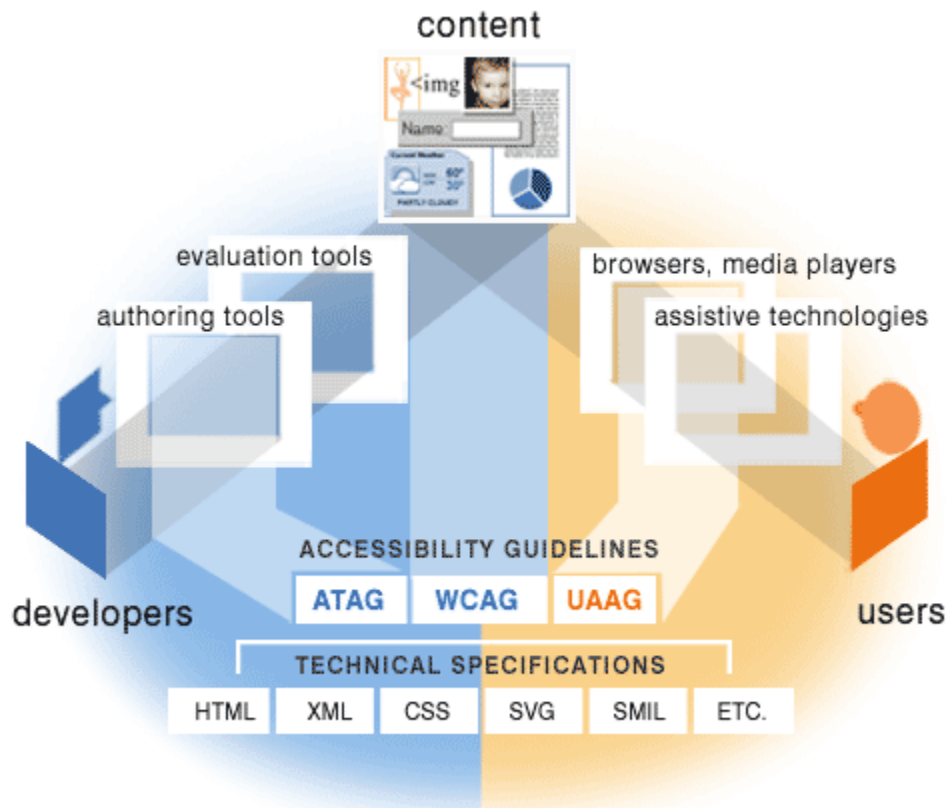 content
<img
Name:
Current Weather
60°
30°
PARTLY CLOUDY
evaluation tools
browsers, media players
authoring tools
assistive technologies
ACCESSIBILITY GUIDELINES
ATAG WCAG UAAG
developers
users
TECHNICAL SPECIFICATIONS
HTML XML CSS SVG SMIL ETC.